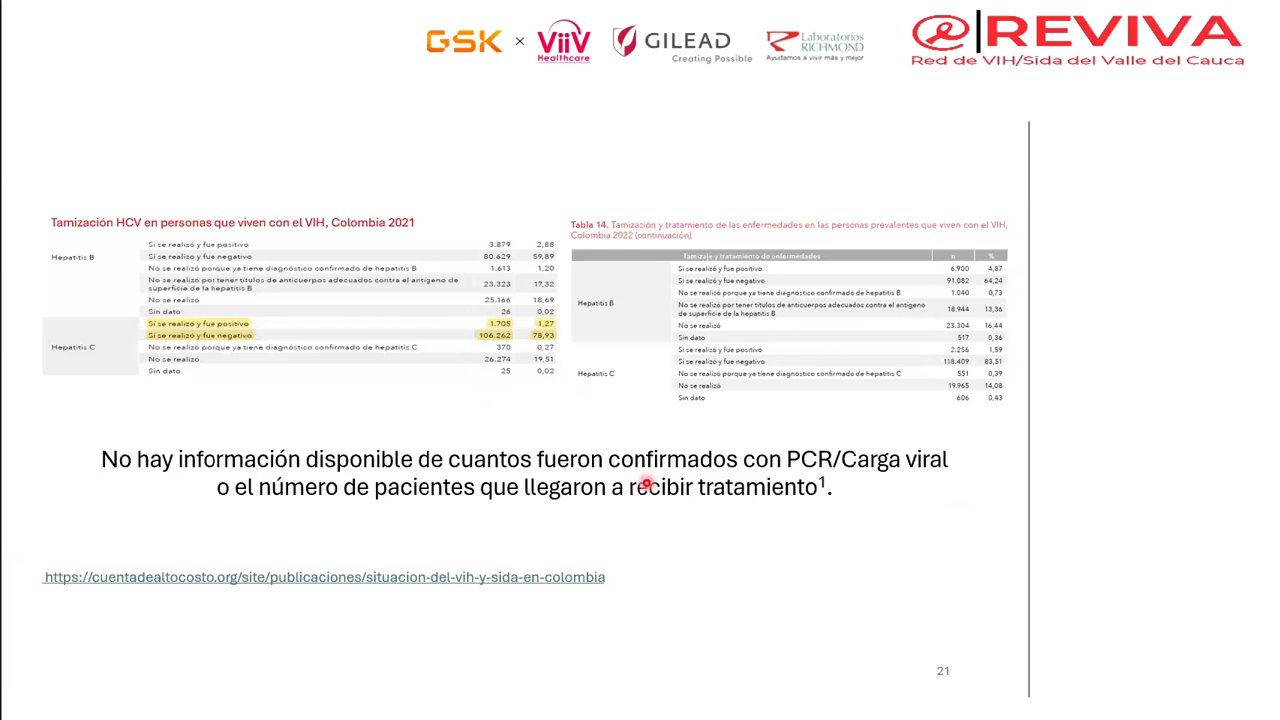 GSK × ViiV Healthcare GILEAD Creating Possible Laboratorios RICHMOND Ayudamos a vivir más y mejor
REVIVA
Red de VIH/Sida del Valle del Cauca
Tamización HCV en personas que viven con el VIH, Colombia 2021
Hepatitis B
Si se realizó y fue positivo 3.879 2,88
Si se realizó y fue negativo 80.629 59,89
No se realizó porque ya tiene diagnóstico confirmado de hepatitis B 1.613 1,20
No se realizó por tener títulos de anticuerpos adecuados contra el antígeno de
superficie de la hepatitis B 23.323 17,32
No se realizó 25.166 18,69
Sin dato 26 0,02
Hepatitis C
Si se realizó y fue positivo 1.705 1,27
Si se realizó y fue negativo 106.262 78,93
No se realizó porque ya tiene diagnóstico confirmado de hepatitis C 370 0,27
No se realizó 26.274 19,51
Sin dato 25 0,02
Tabla 14. Tamización y tratamiento de las enfermedades en las personas prevalentes que viven con el VIH,
Colombia 2022 (continuación)
Tamizaje y tratamiento de enfermedades n %
Hepatitis B
Si se realizó y fue positivo 6.900 4,87
Si se realizó y fue negativo 91.082 64,24
No se realizó porque ya tiene diagnóstico confirmado de hepatitis B 1.040 0,73
No se realizó por tener títulos de anticuerpos adecuados contra el antígeno
de superficie de la hepatitis B 18.944 13,36
No se realizó 23.304 16,44
Sin dato 517 0,36
Hepatitis C
Si se realizó y fue positivo 2.256 1,59
Si se realizó y fue negativo 118.409 83,51
No se realizó porque ya tiene diagnóstico confirmado de hepatitis C 551 0,39
No se realizó 19.965 14,08
Sin dato 606 0,43
No hay información disponible de cuantos fueron confirmados con PCR/Carga viral
o el número de pacientes que llegaron a recibir tratamiento¹.
https://cuentadealtocosto.org/site/publicaciones/situacion-del-vih-y-sida-en-colombia
21